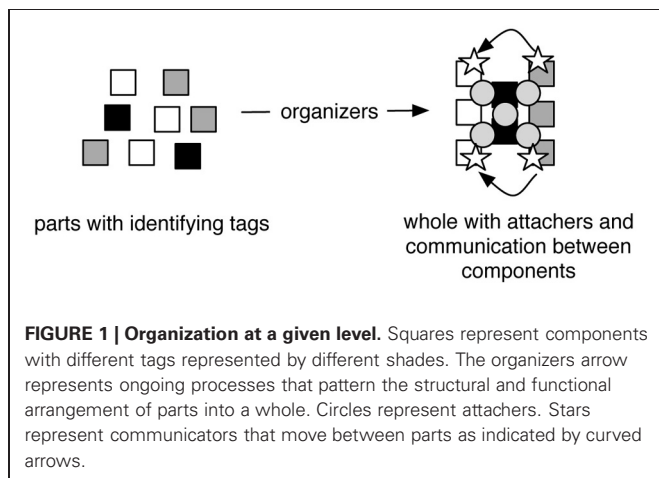 organizers
parts with identifying tags
whole with attachers and
communication between
components
FIGURE 1 | Organization at a given level. Squares represent components
with different tags represented by different shades. The organizers arrow
represents ongoing processes that pattern the structural and functional
arrangement of parts into a whole. Circles represent attachers. Stars
represent communicators that move between parts as indicated by curved
arrows.